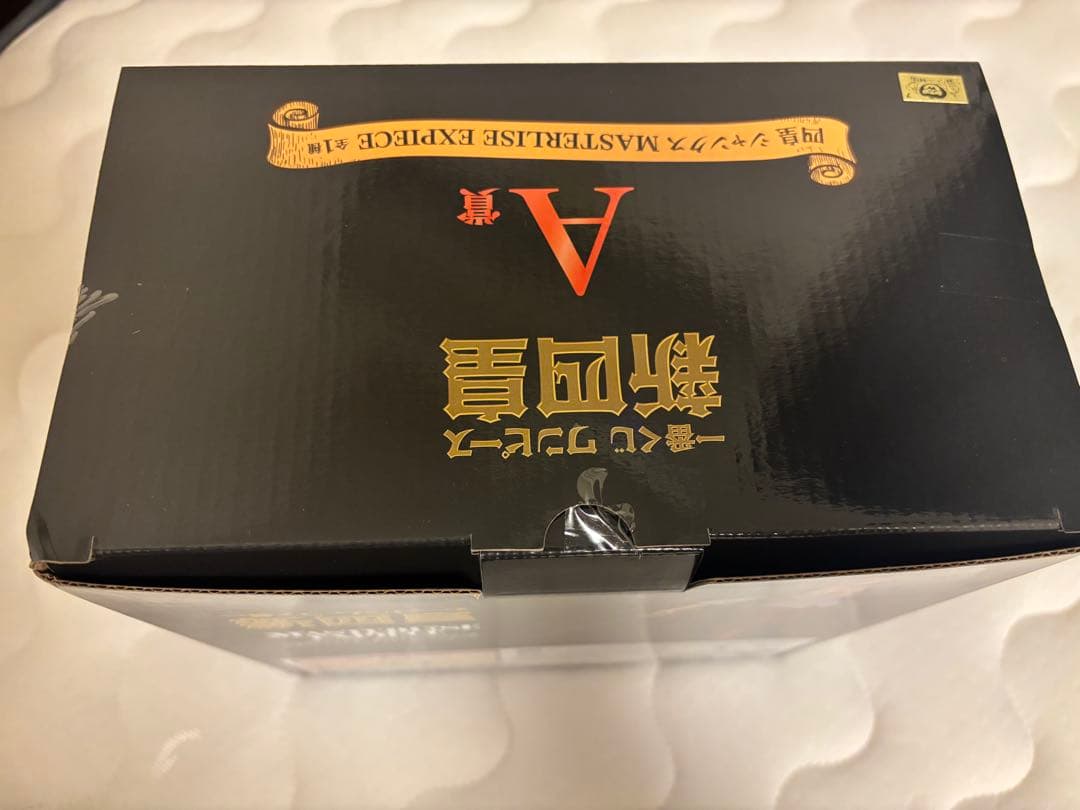 一番くじ ワンピース
新四皇
A賞
四皇 シャンクス MASTERLISE EXPIECE 全1種